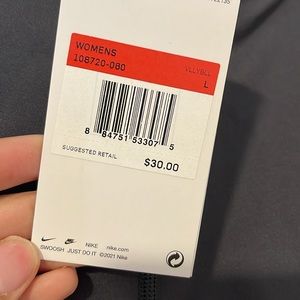 WOMENS
108720-080
VLLYBLL
L
8 84751 53307 5
SUGGESTED RETAIL
$30.00
NIKE nike.com
SWOOSH JUST DO IT ©2021 Nike